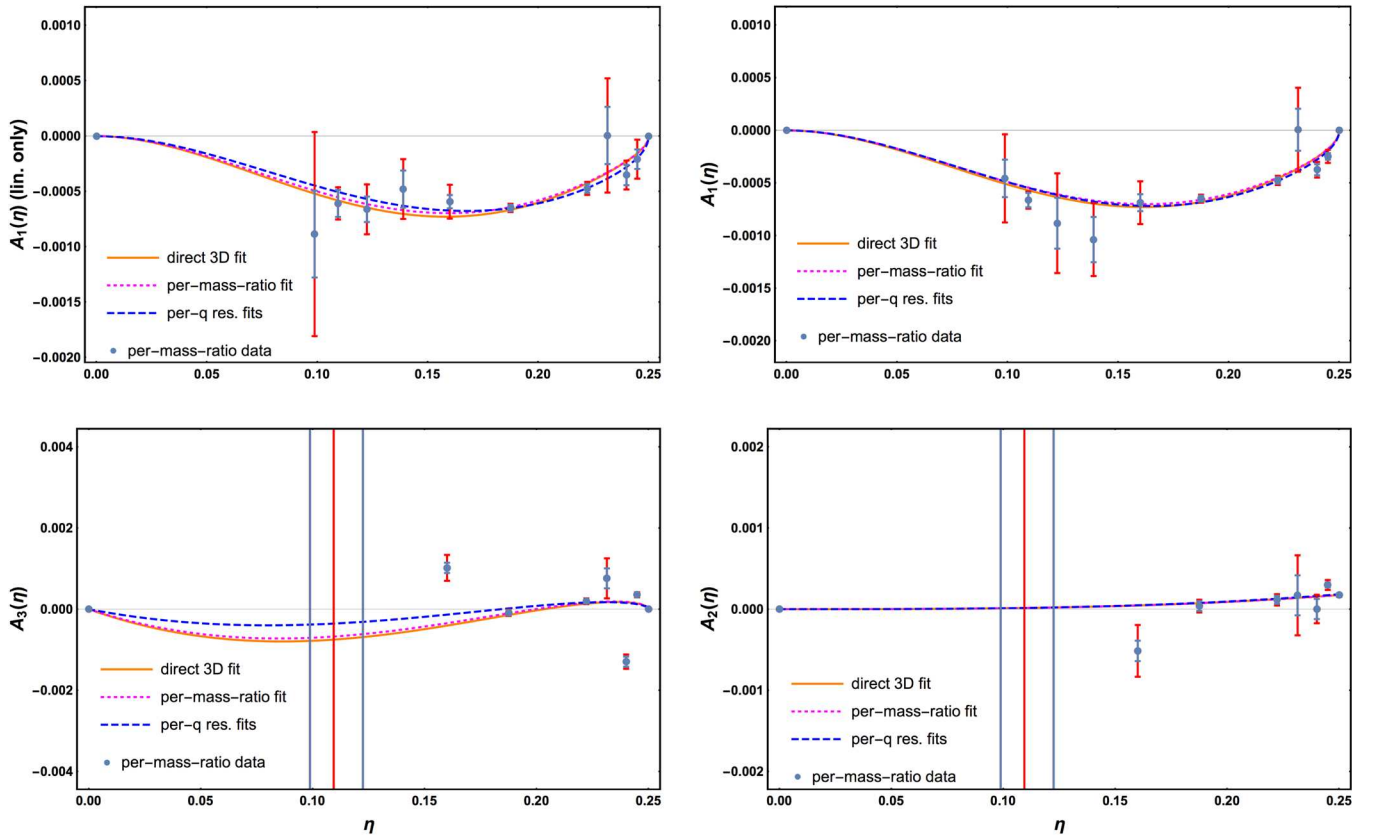 0.0010
0.0005
0.0000
−0.0005
−0.0010
−0.0015
−0.0020
A1(η) (lin. only)
direct 3D fit
per−mass−ratio fit
per−q res. fits
per−mass−ratio data
0.00 0.05 0.10 0.15 0.20 0.25
0.0010
0.0005
0.0000
−0.0005
−0.0010
−0.0015
−0.0020
A1(η)
direct 3D fit
per−mass−ratio fit
per−q res. fits
per−mass−ratio data
0.00 0.05 0.10 0.15 0.20 0.25
0.004
0.002
0.000
−0.002
−0.004
A3(η)
direct 3D fit
per−mass−ratio fit
per−q res. fits
per−mass−ratio data
0.00 0.05 0.10 0.15 0.20 0.25
η
0.002
0.001
0.000
−0.001
−0.002
A2(η)
direct 3D fit
per−mass−ratio fit
per−q res. fits
per−mass−ratio data
0.00 0.05 0.10 0.15 0.20 0.25
η